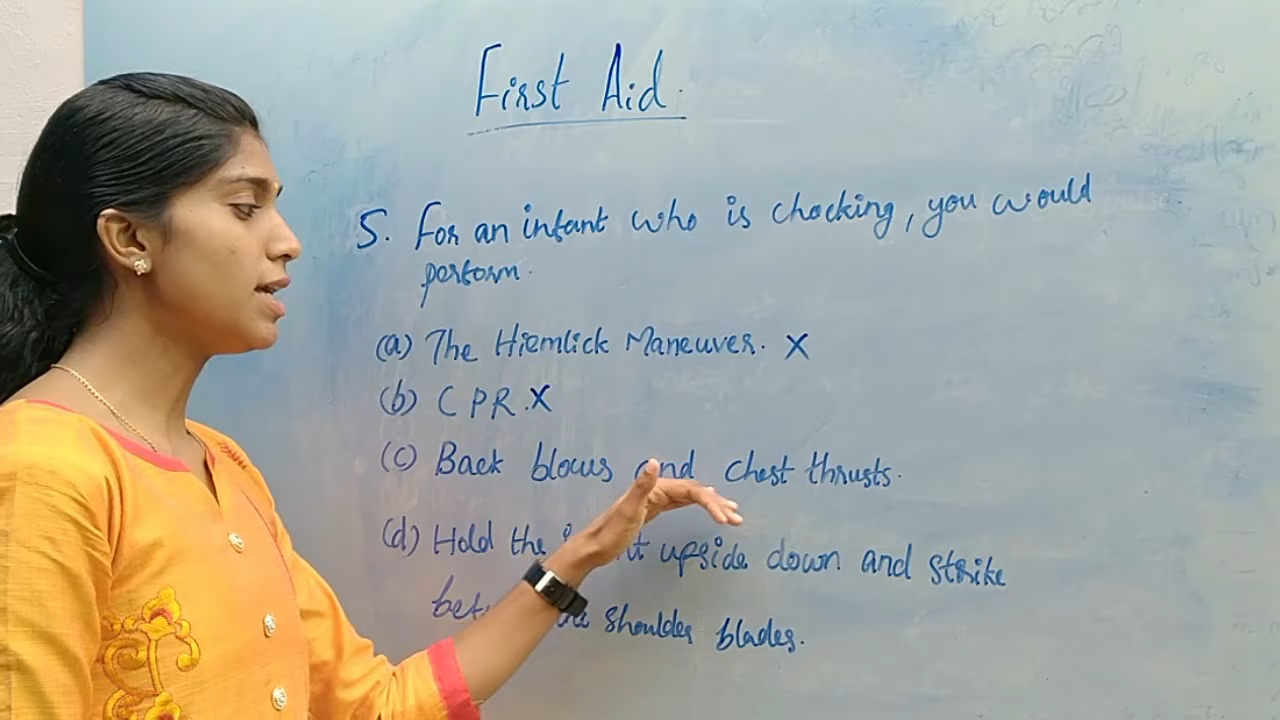 First Aid.
5. For an infant who is chocking, you would
perform.
(a) The Hiemlick Maneuver. X
(b) CPR. X
(c) Back blows and chest thrusts.
(d) Hold the upside down and strike
shoulder blades.